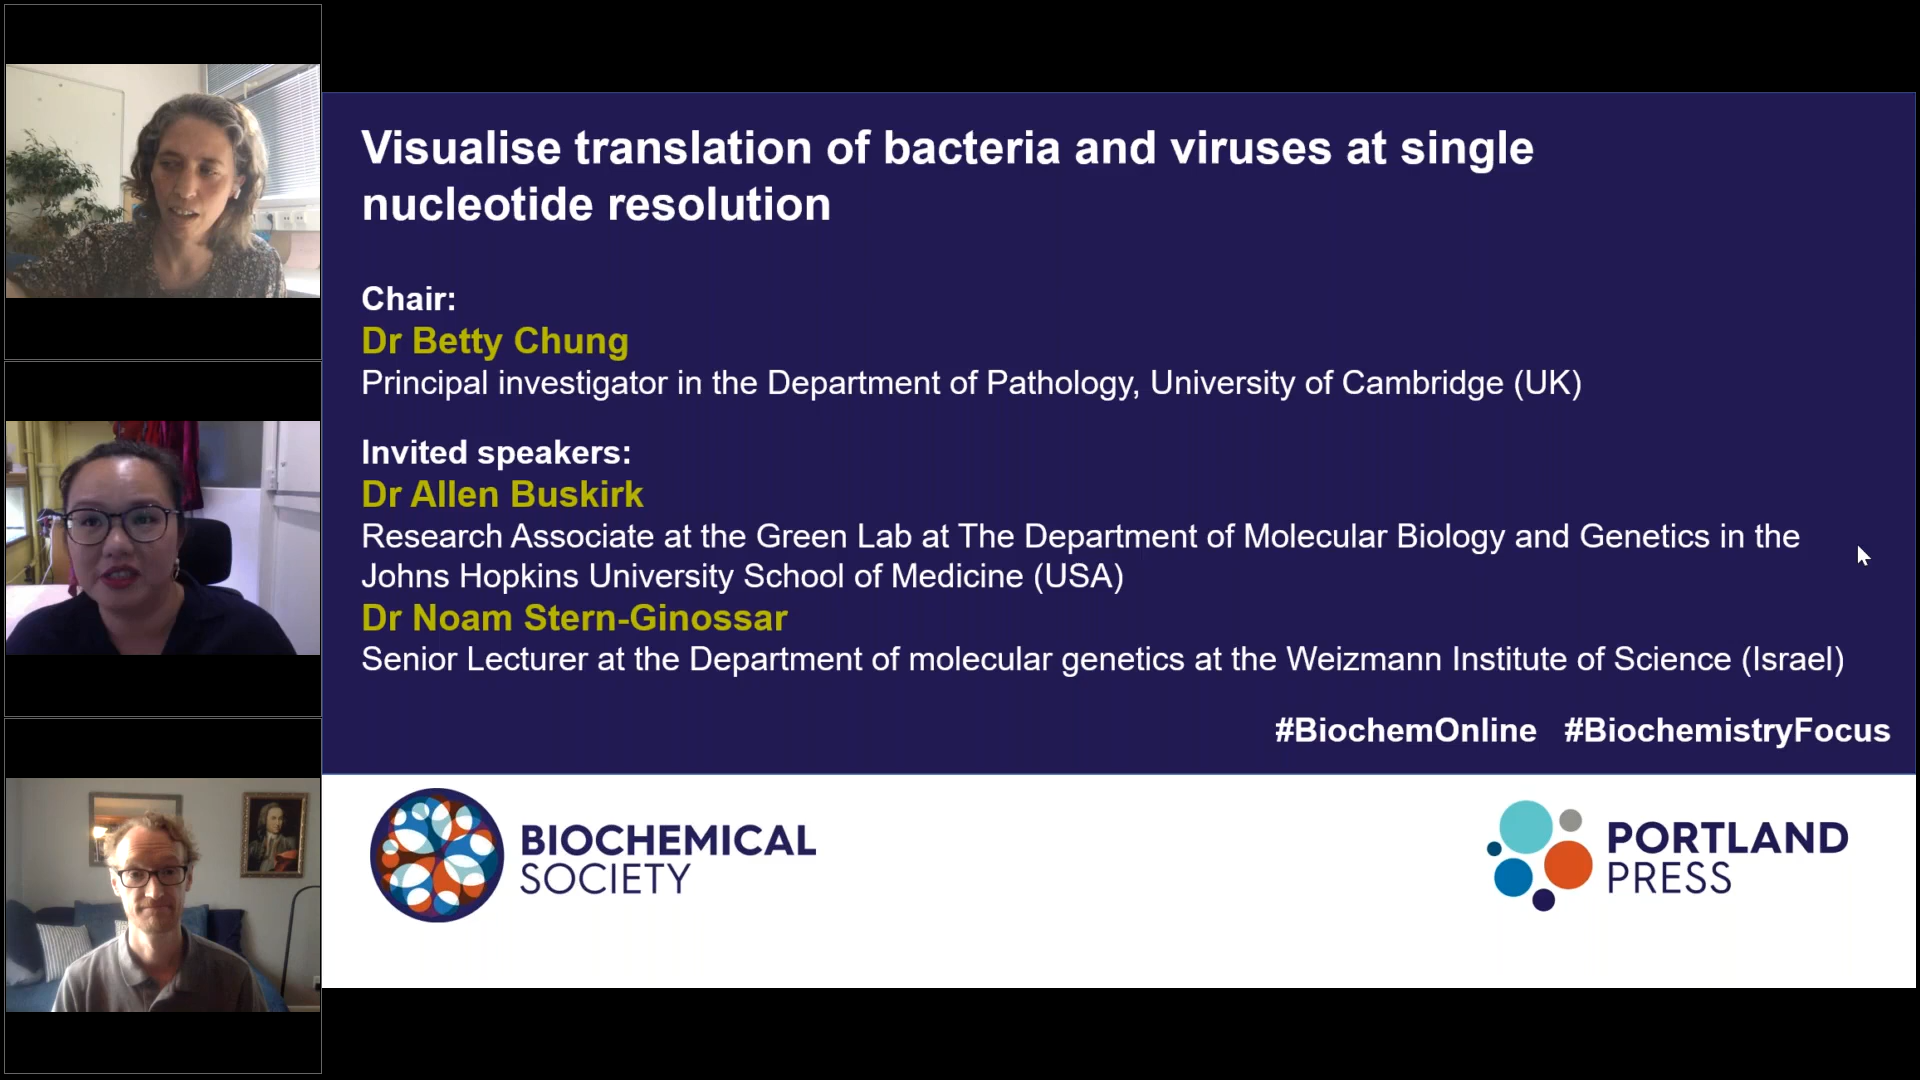 Visualise translation of bacteria and viruses at single
nucleotide resolution
Chair:
Dr Betty Chung
Principal investigator in the Department of Pathology, University of Cambridge (UK)
Invited speakers:
Dr Allen Buskirk
Research Associate at the Green Lab at The Department of Molecular Biology and Genetics in the
Johns Hopkins University School of Medicine (USA)
Dr Noam Stern-Ginossar
Senior Lecturer at the Department of molecular genetics at the Weizmann Institute of Science (Israel)
#BiochemOnline #BiochemistryFocus
BIOCHEMICAL
SOCIETY
PORTLAND
PRESS